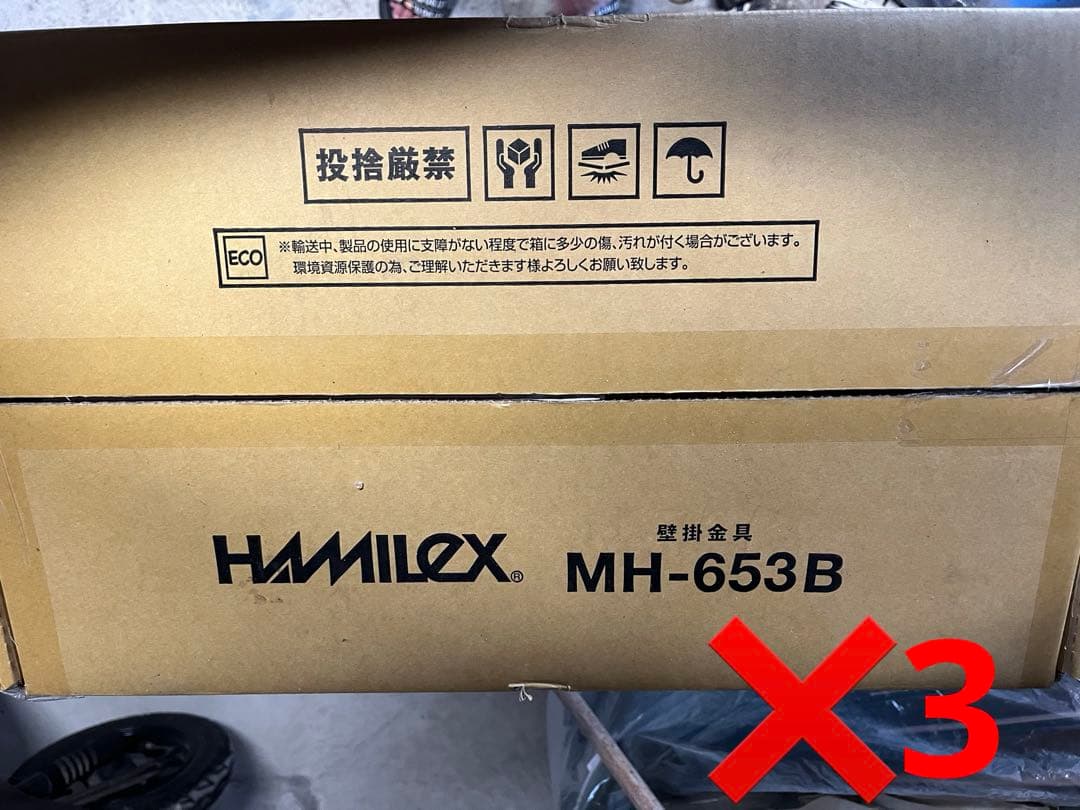 投捨厳禁
ECO
※輸送中、製品の使用に支障がない程度で箱に多少の傷、汚れが付く場合がございます。
環境資源保護の為、ご理解いただきます様よろしくお願い致します。
HAMILEX®
壁掛金具
MH-653B
❌3